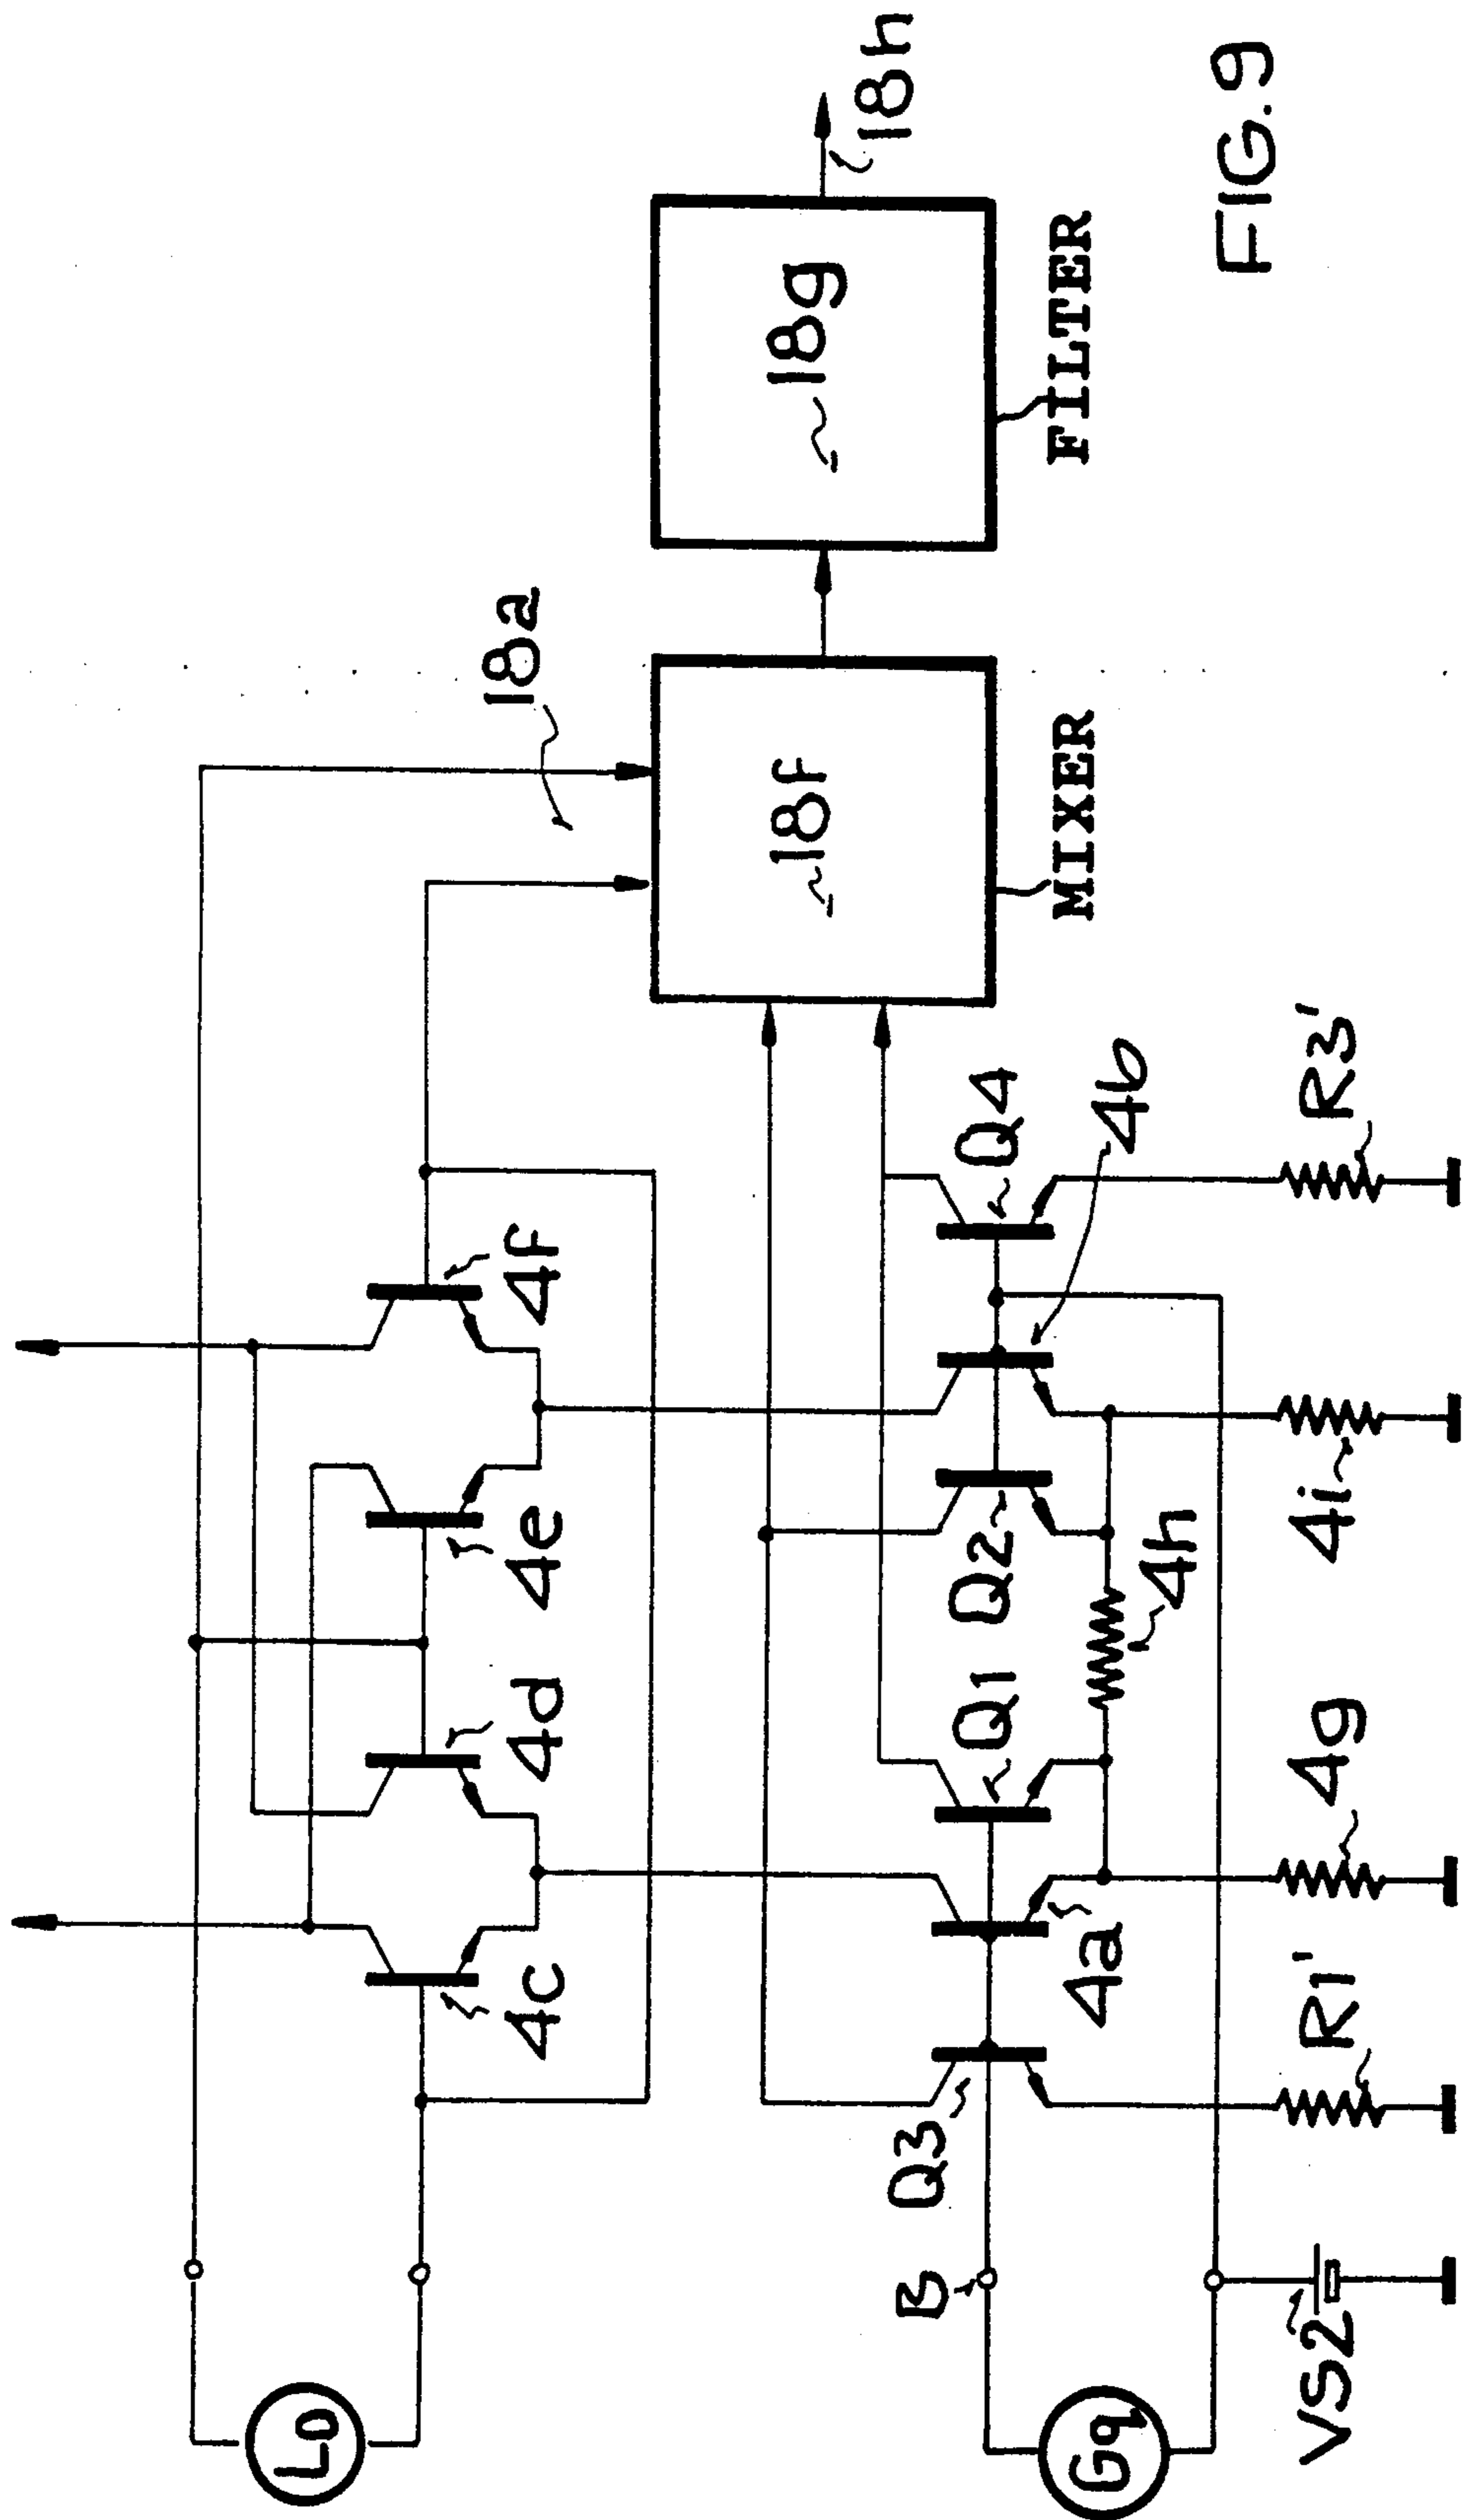 Lo
4c
4d
4e
4f
18a
18f
MIXER
18g
FILTER
18h
Gq
B
Q3
4a
Q1
Q2
Q4
4b
4h
VS2
R1'
4g
4i
R3'
FIG.9